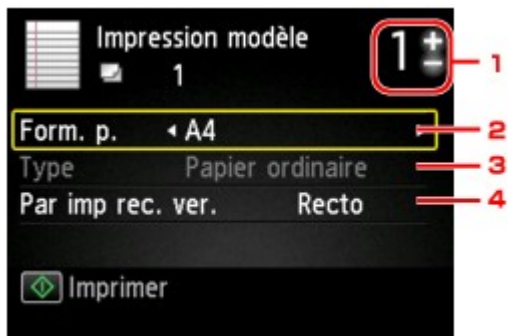 Impression modèle
1
1 + -
1
Form. p. A4
2
Type Papier ordinaire
3
Par imp rec. ver. Recto
4
Imprimer